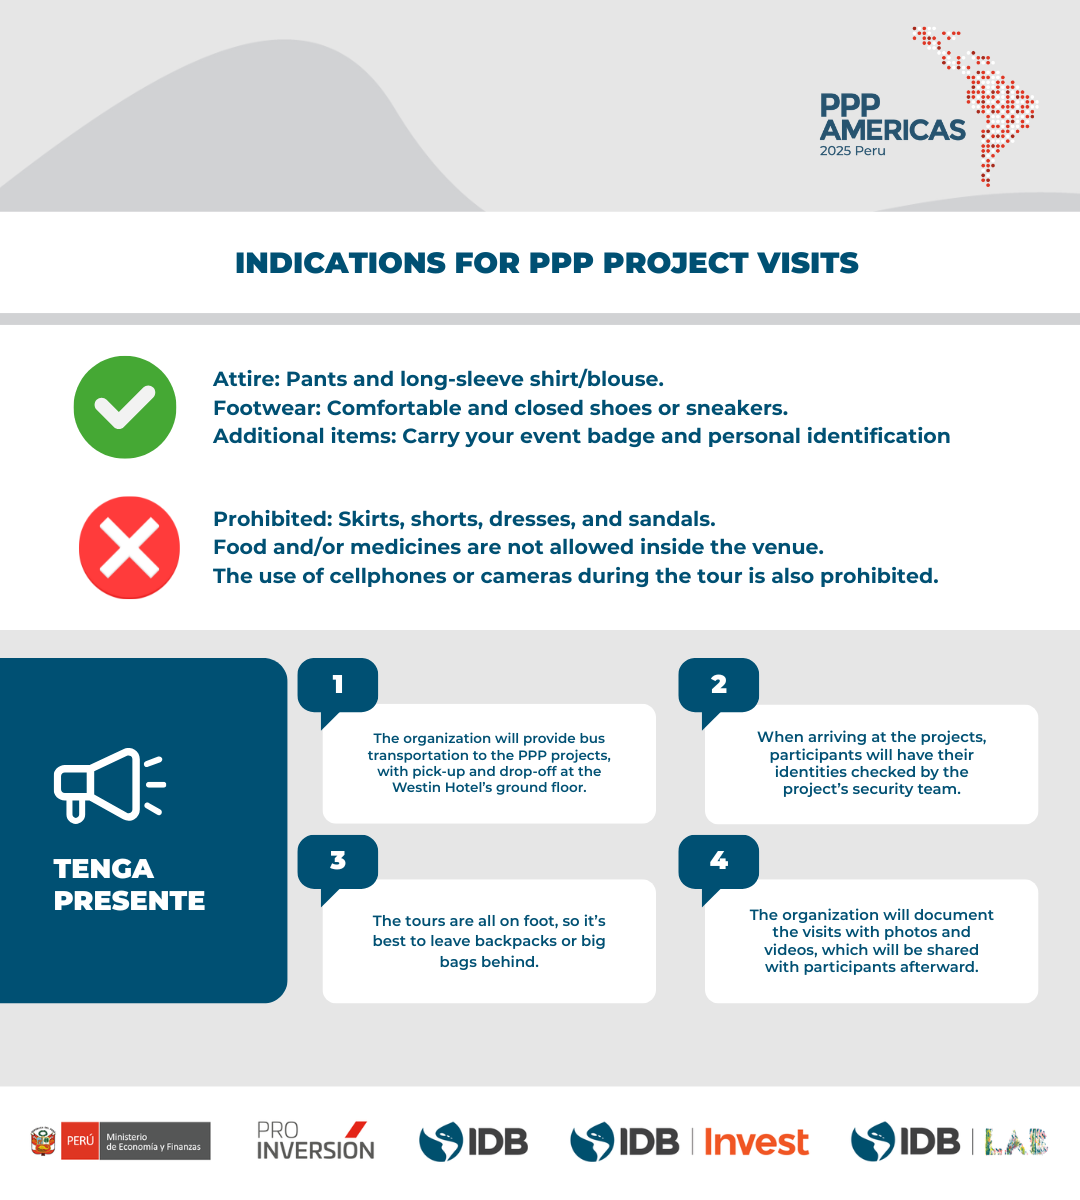 PPP
AMERICAS
2025 Peru
INDICATIONS FOR PPP PROJECT VISITS
Attire: Pants and long-sleeve shirt/blouse.
Footwear: Comfortable and closed shoes or sneakers.
Additional items: Carry your event badge and personal identification
Prohibited: Skirts, shorts, dresses, and sandals.
Food and/or medicines are not allowed inside the venue.
The use of cellphones or cameras during the tour is also prohibited.
TENGA
PRESENTE
1
The organization will provide bus
transportation to the PPP projects,
with pick-up and drop-off at the
Westin Hotel's ground floor.
2
When arriving at the projects,
participants will have their
identities checked by the
project's security team.
3
The tours are all on foot, so it's
best to leave backpacks or big
bags behind.
4
The organization will document
the visits with photos and
videos, which will be shared
with participants afterward.
PERÚ
Ministerio
de Economía y Finanzas
PRO
INVERSIÓN
IDB
IDB | Invest
IDB | LAB